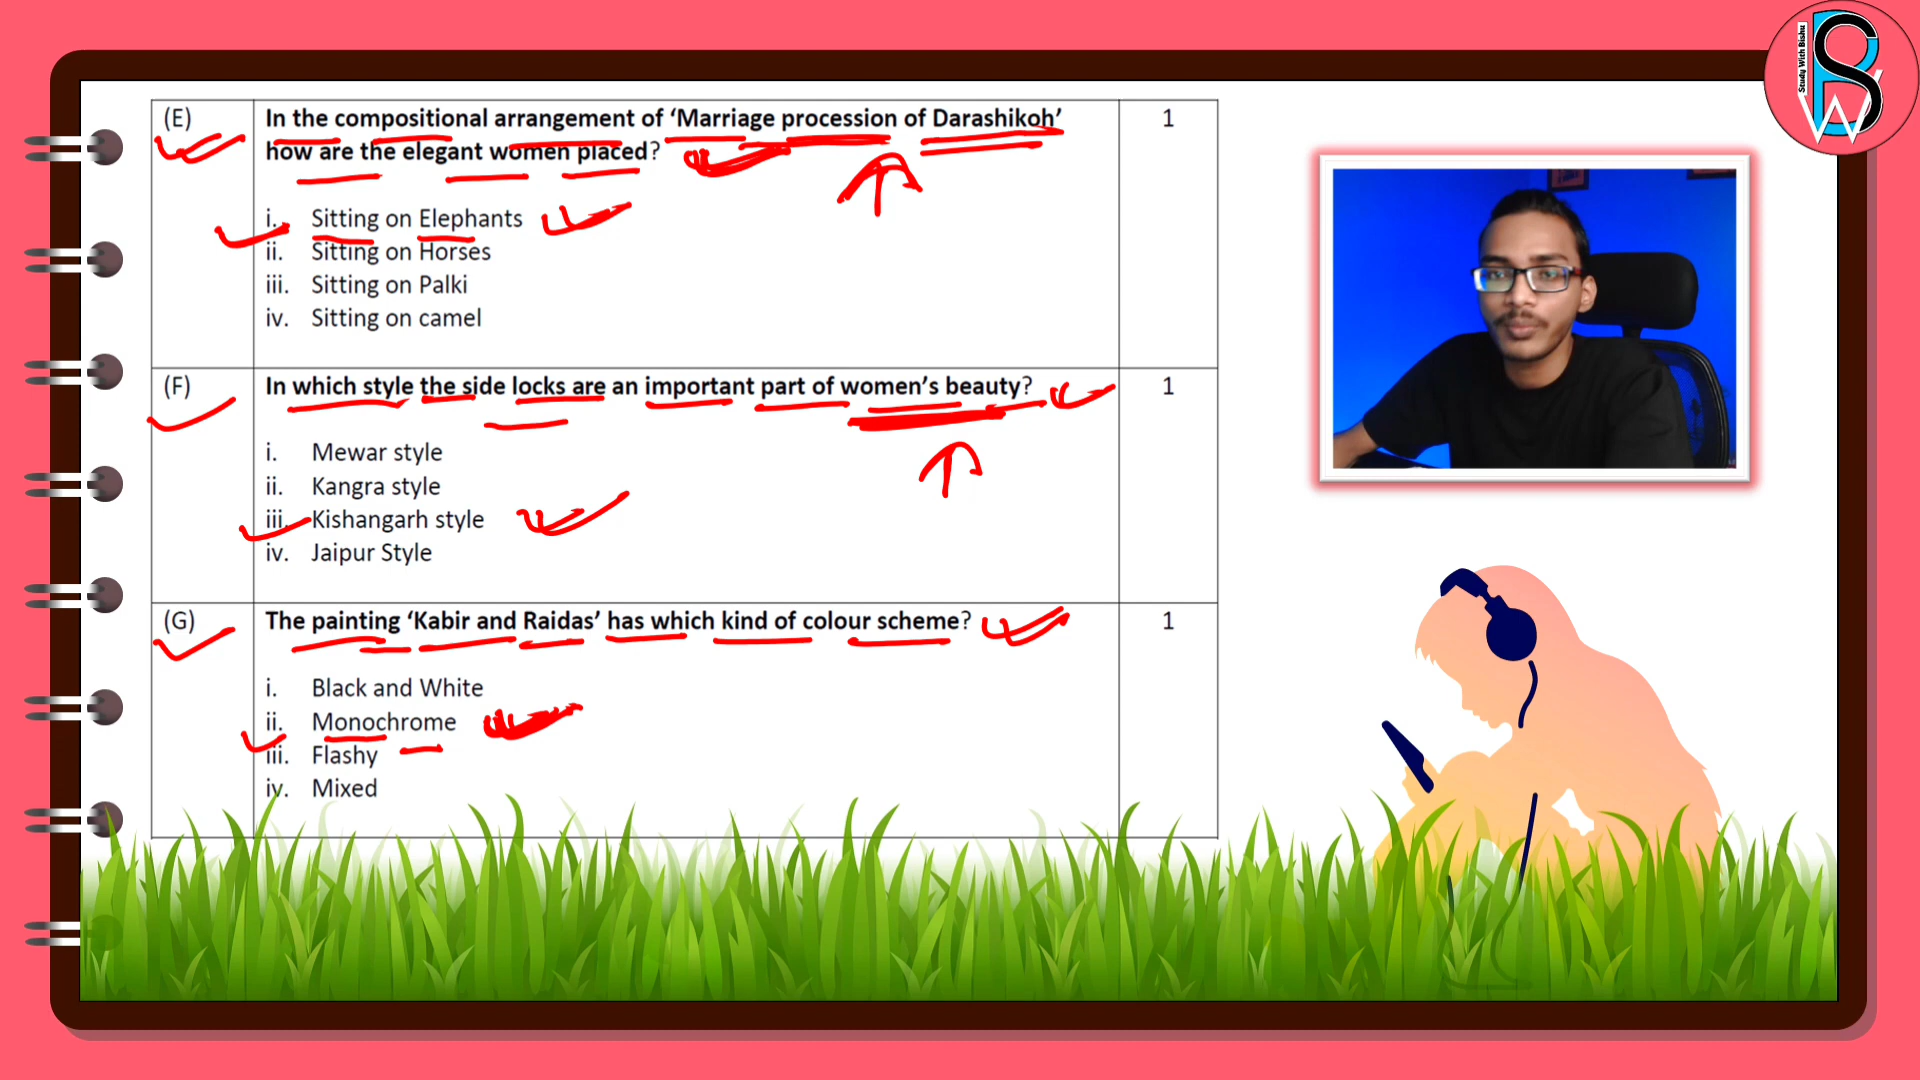 Study With Bishu
SBW
(E) In the compositional arrangement of ‘Marriage procession of Darashikoh’ 1
how are the elegant women placed?
i. Sitting on Elephants
ii. Sitting on Horses
iii. Sitting on Palki
iv. Sitting on camel
(F) In which style the side locks are an important part of women’s beauty? 1
i. Mewar style
ii. Kangra style
iii. Kishangarh style
iv. Jaipur Style
(G) The painting ‘Kabir and Raidas’ has which kind of colour scheme? 1
i. Black and White
ii. Monochrome
iii. Flashy
iv. Mixed